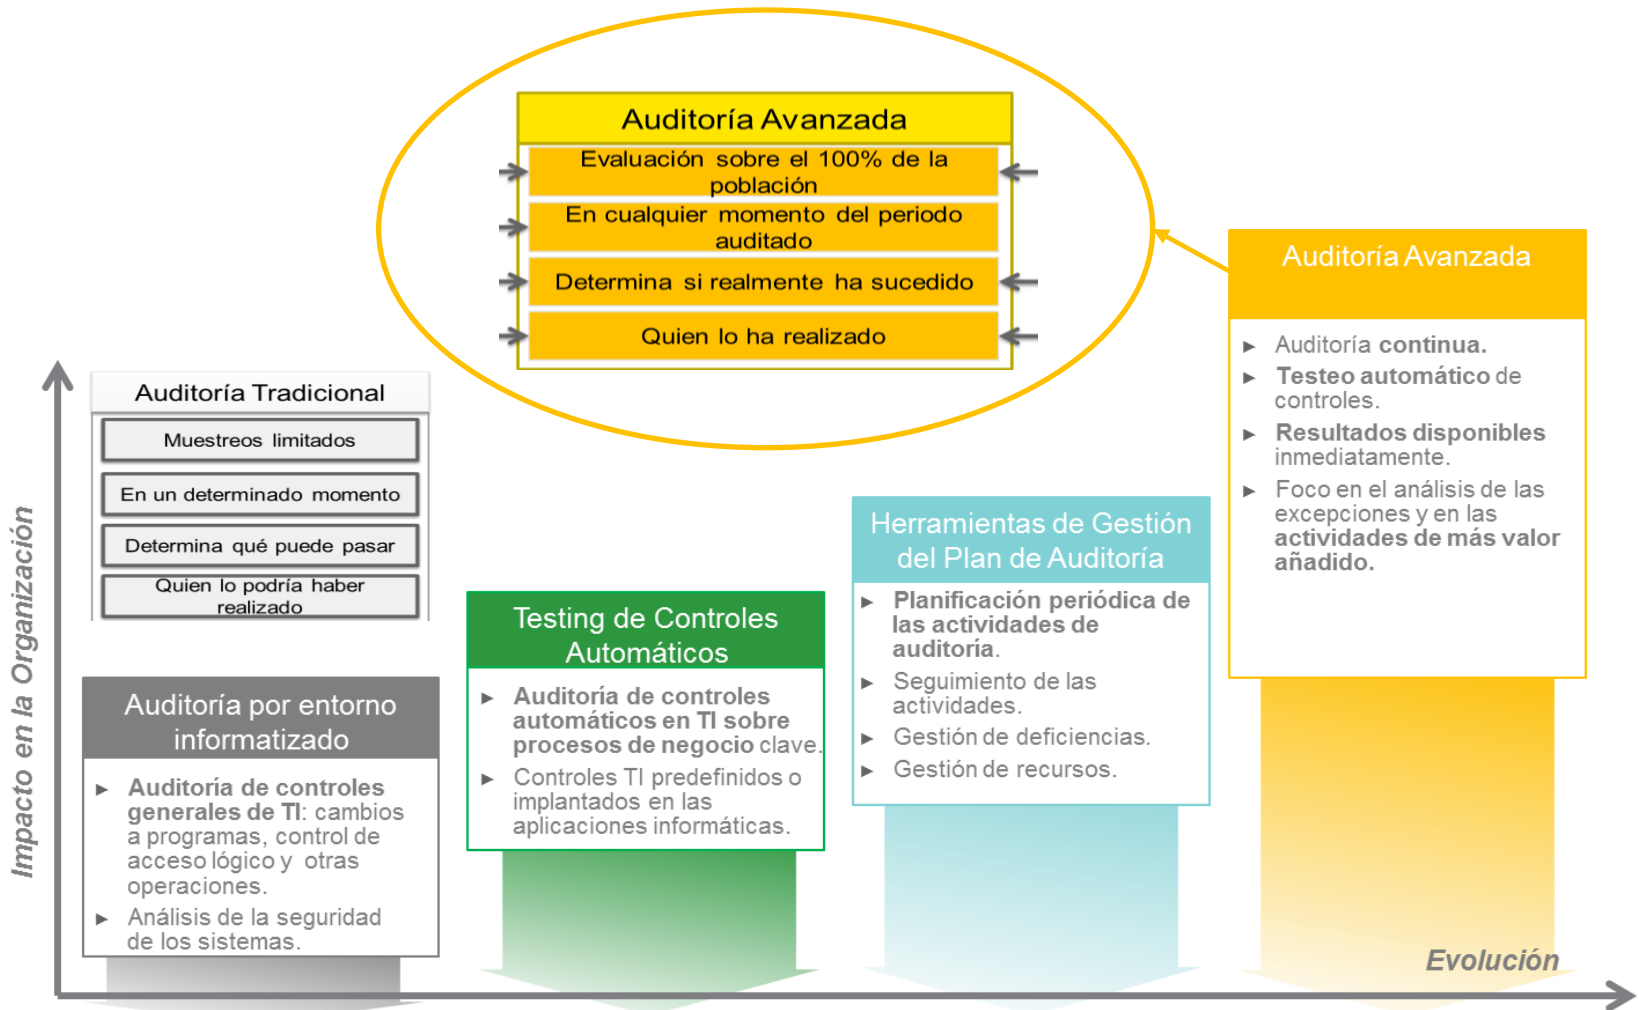 Auditoría Avanzada
Evaluación sobre el 100% de la
población
En cualquier momento del periodo
auditado
Determina si realmente ha sucedido
Quien lo ha realizado
Auditoría Tradicional
Muestreos limitados
En un determinado momento
Determina qué puede pasar
Quien lo podría haber
realizado
Impacto en la Organización
Auditoría por entorno
informatizado
► Auditoría de controles
generales de TI: cambios
a programas, control de
acceso lógico y otras
operaciones.
► Análisis de la seguridad
de los sistemas.
Testing de Controles
Automáticos
► Auditoría de controles
automáticos en TI sobre
procesos de negocio clave.
► Controles TI predefinidos o
implantados en las
aplicaciones informáticas.
Herramientas de Gestión
del Plan de Auditoría
► Planificación periódica de
las actividades de
auditoría.
► Seguimiento de las
actividades.
► Gestión de deficiencias.
► Gestión de recursos.
Auditoría Avanzada
► Auditoría continua.
► Testeo automático de
controles.
► Resultados disponibles
inmediatamente.
► Foco en el análisis de las
excepciones y en las
actividades de más valor
añadido.
Evolución